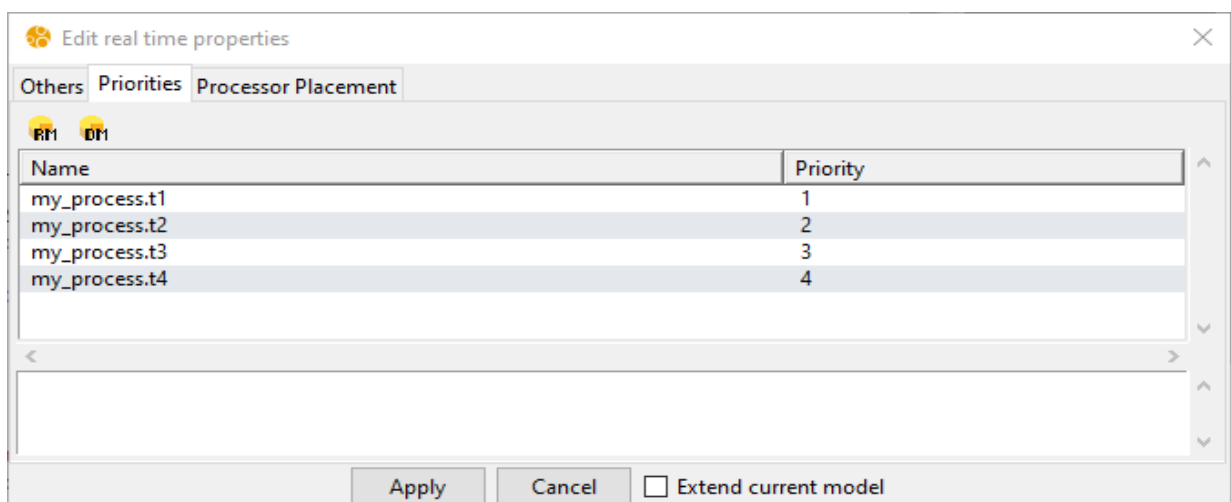 Edit real time properties
Others Priorities Processor Placement
RM DM
Name Priority
my_process.t1 1
my_process.t2 2
my_process.t3 3
my_process.t4 4
Apply Cancel Extend current model